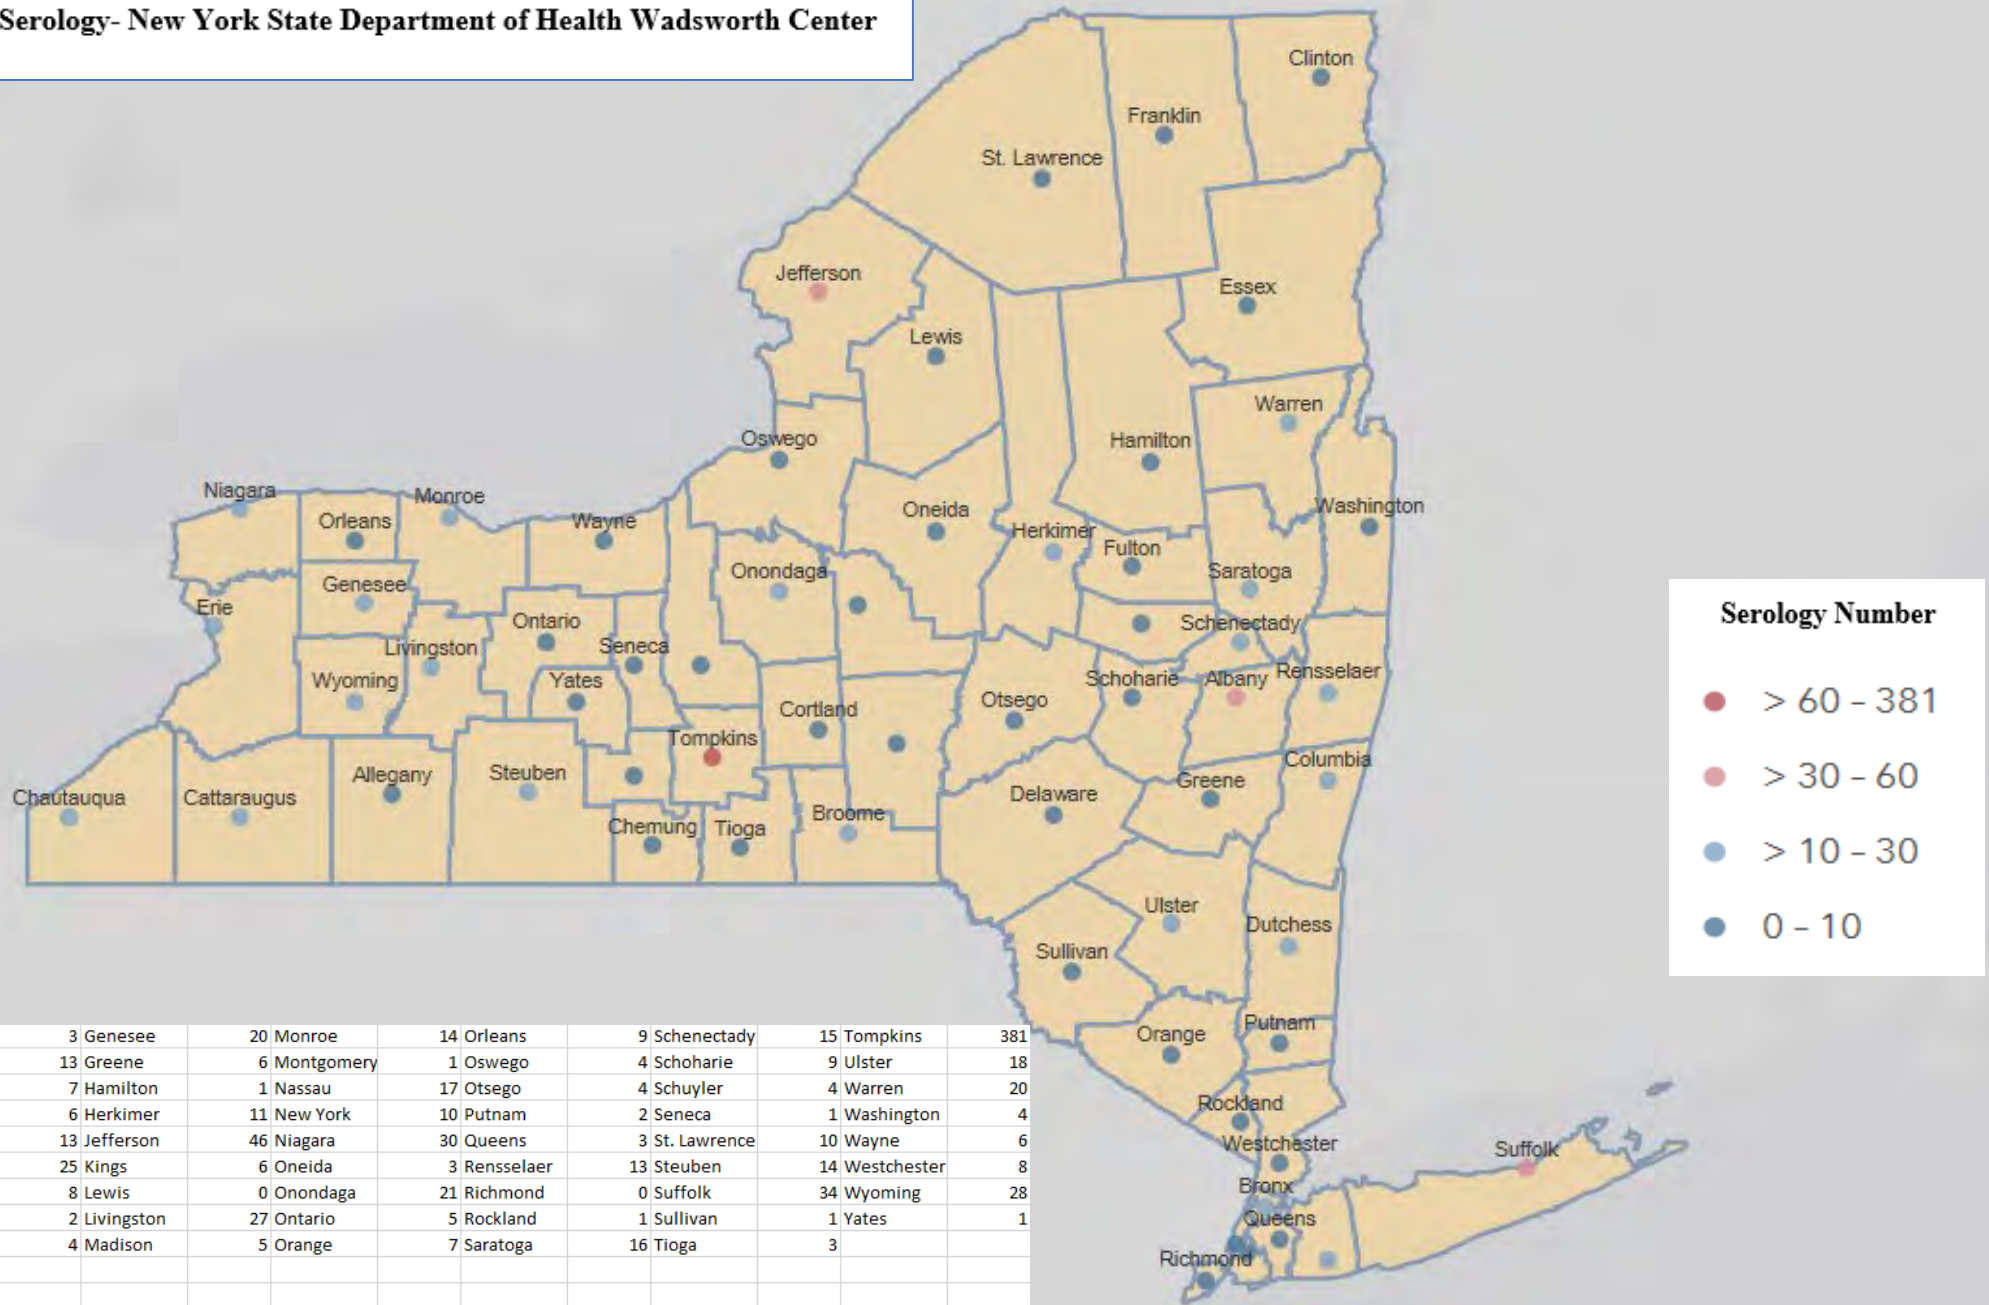 Serology- New York State Department of Health Wadsworth Center
Clinton
Franklin
St. Lawrence
Jefferson
Essex
Lewis
Warren
Oswego
Hamilton
Niagara
Monroe
Washington
Orleans
Wayne
Oneida
Herkimer
Fulton
Onondaga
Saratoga
Genesee
Erie
Ontario
Schenectady
Seneca
Livingston
Rensselaer
Wyoming
Yates
Schoharie
Albany
Otsego
Cortland
Tompkins
Columbia
Allegany
Steuben
Greene
Chautauqua
Cattaraugus
Delaware
Broome
Chemung
Tioga
Ulster
Dutchess
Sullivan
Putnam
Orange
Rockland
Westchester
Suffolk
Bronx
Queens
Richmond
Serology Number
> 60 – 381
> 30 – 60
> 10 – 30
0 – 10
3 Genesee 20 Monroe 14 Orleans 9 Schenectady 15 Tompkins 381
13 Greene 6 Montgomery 1 Oswego 4 Schoharie 9 Ulster 18
7 Hamilton 1 Nassau 17 Otsego 4 Schuyler 4 Warren 20
6 Herkimer 11 New York 10 Putnam 2 Seneca 1 Washington 4
13 Jefferson 46 Niagara 30 Queens 3 St. Lawrence 10 Wayne 6
25 Kings 6 Oneida 3 Rensselaer 13 Steuben 14 Westchester 8
8 Lewis 0 Onondaga 21 Richmond 0 Suffolk 34 Wyoming 28
2 Livingston 27 Ontario 5 Rockland 1 Sullivan 1 Yates 1
4 Madison 5 Orange 7 Saratoga 16 Tioga 3